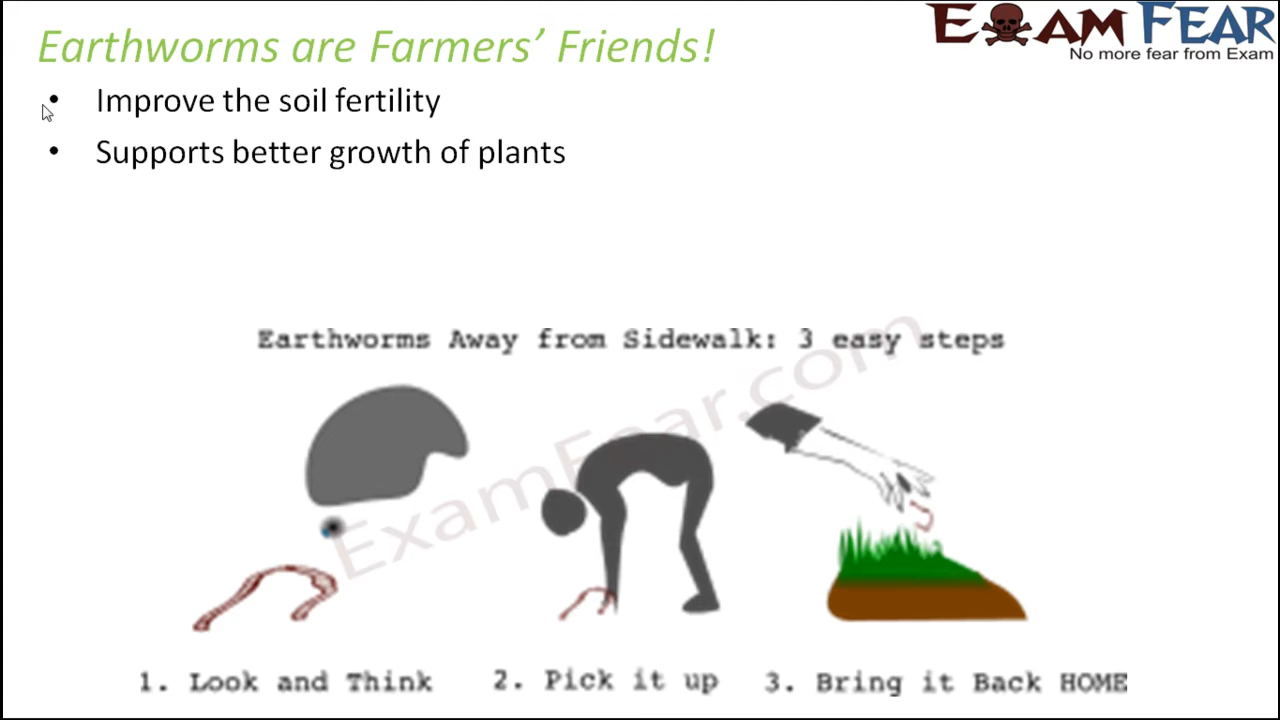 Earthworms are Farmers' Friends!
EXAM FEAR
No more fear from Exam
• Improve the soil fertility
• Supports better growth of plants
Earthworms Away from Sidewalk: 3 easy steps
ExamFear.com
1. Look and Think
2. Pick it up
3. Bring it Back HOME